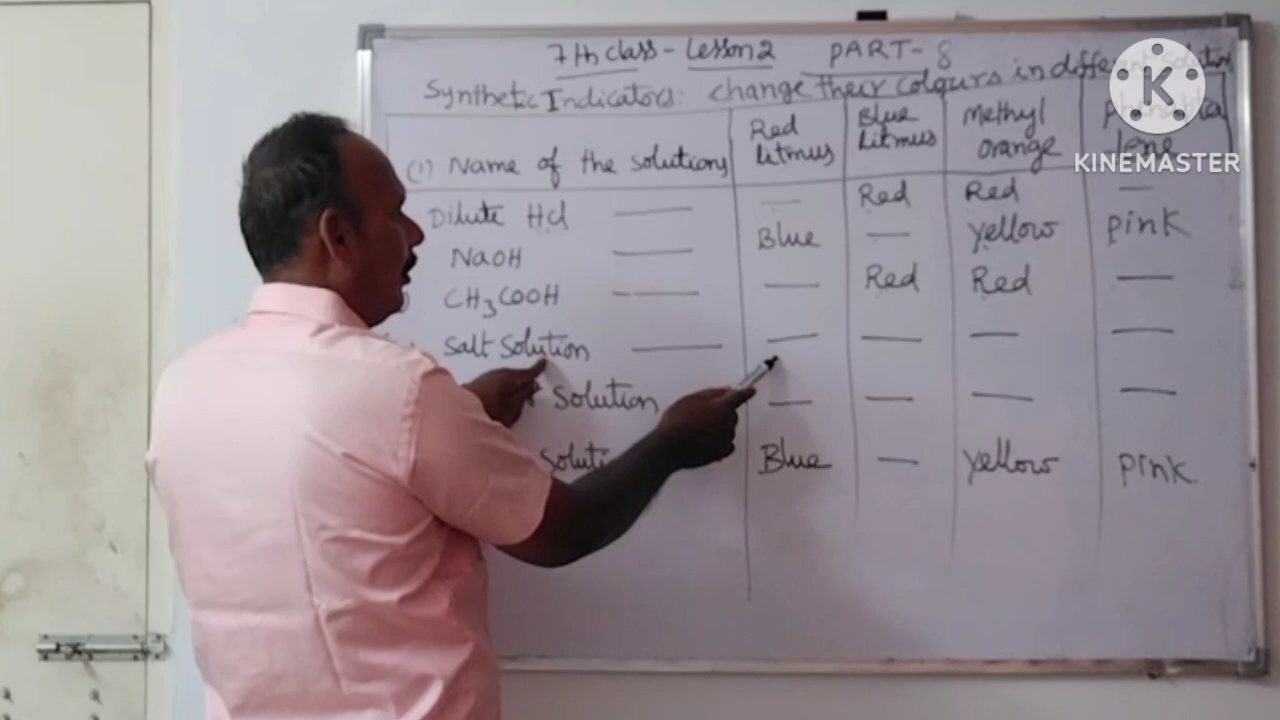 7th class - Lesson 2 PART- 8
Synthetic Indicators: change their colours in different
(1) Name of the solutions Red Litmus Blue Litmus Methyl orange
Dilute Hcl —— — Red Red —
NaOH —— Blue — yellow pink
CH3COOH —— — Red Red —
Salt Solution —— — — — —
Solution — — — —
Blue — yellow pink
KINEMASTER